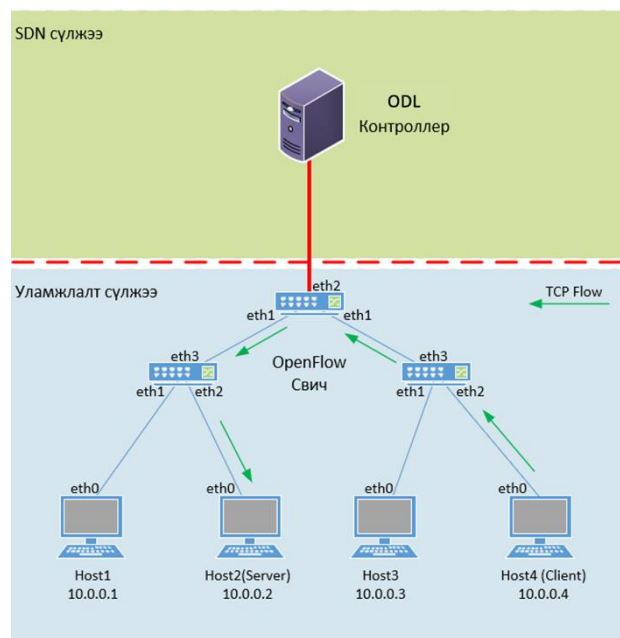 SDN сүлжээ
ODL
Контроллер
Уламжлалт сүлжээ
eth2
TCP Flow
eth1
eth1
eth3
OpenFlow
Свич
eth3
eth1
eth2
eth1
eth2
eth0
eth0
eth0
eth0
Host1
10.0.0.1
Host2(Server)
10.0.0.2
Host3
10.0.0.3
Host4 (Client)
10.0.0.4